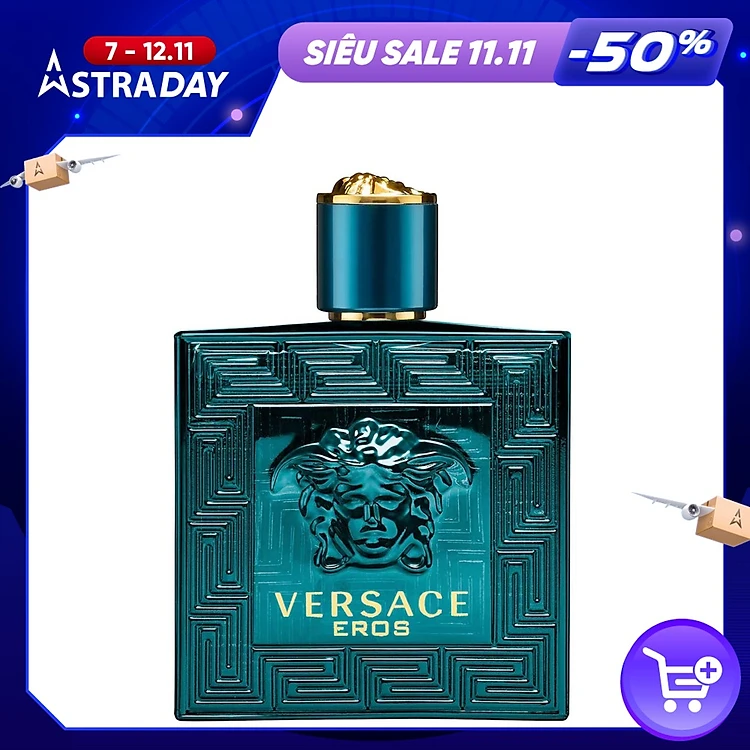 7 - 12.11
ASTRADAY
SIÊU SALE 11.11
-50%
VERSACE
EROS